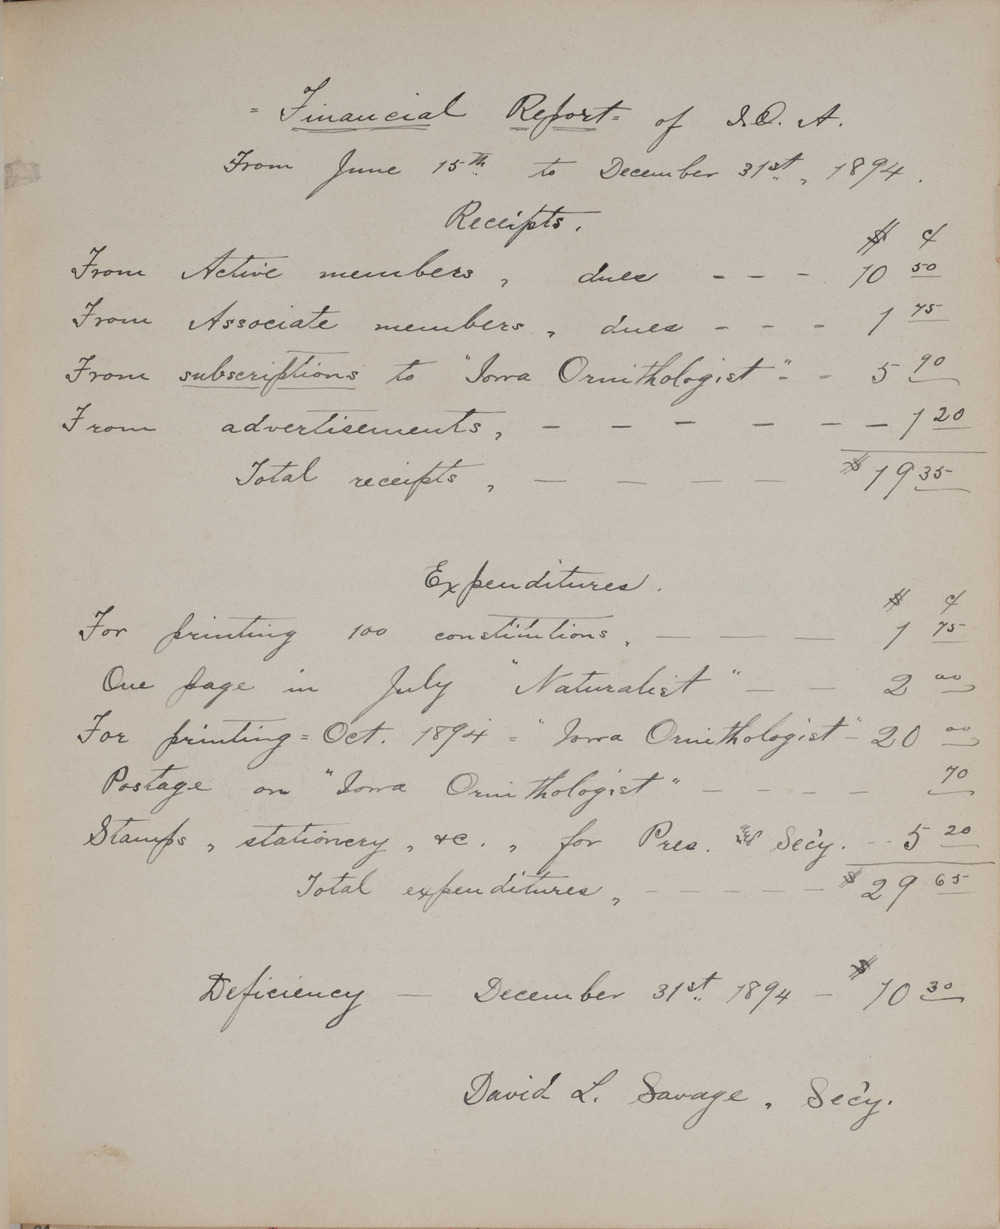 = Financial Report = of I.O.A.
From June 15th to December 31st, 1894.
Receipts.
$ ¢
From Active members, dues - - - 10 50
From Associate members, dues - - - 1 75
From subscriptions to "Iowa Ornithologist" - - 5 90
From advertisements, - - - - - - 1 20
Total receipts, - - - - $ 19 35
Expenditures.
$ ¢
For printing 100 constitutions, - - - 1 75
One page in July "Naturalist" - - 2 00
For printing = Oct. 1894 = "Iowa Ornithologist" - 20 00
Postage on "Iowa Ornithologist" - - - - 70
Stamps, stationery, &c., for Pres. & Sec'y. - - 5 20
Total expenditures, - - - - - - $ 29 65
Deficiency - December 31st 1894 - $ 10 30
David L. Savage, Sec'y.